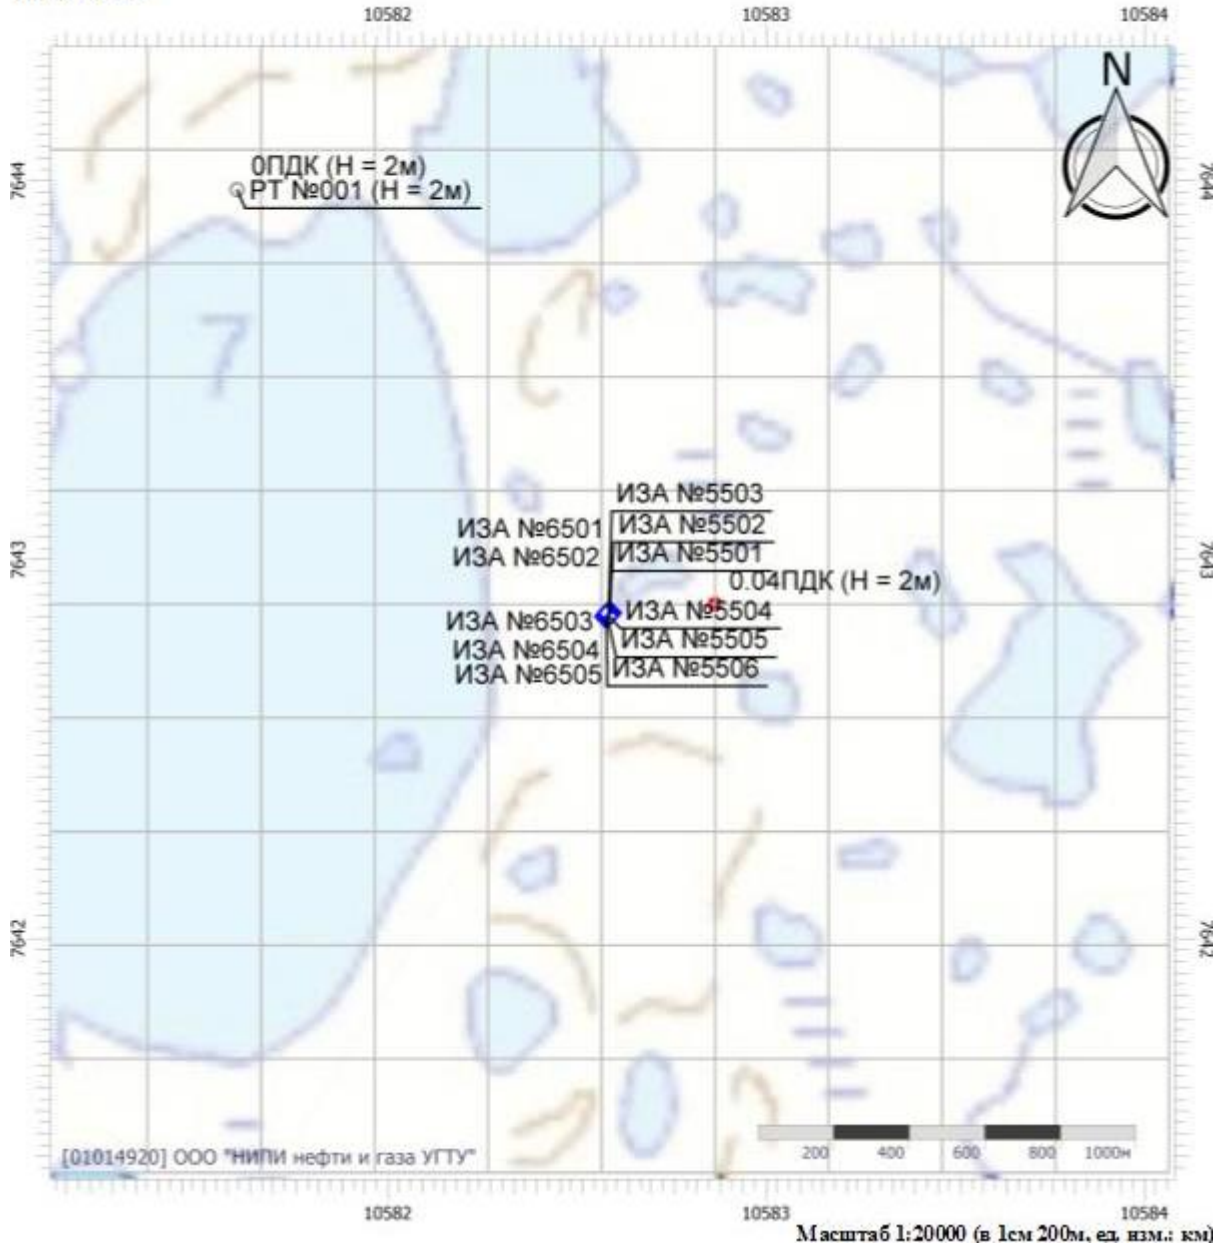 10582 10583 10584
N
7644 7644
0ПДК (Н = 2м)
РТ №001 (Н = 2м)
7
ИЗА №5503
ИЗА №6501 ИЗА №5502
ИЗА №6502 ИЗА №5501
7643 7643
0.04ПДК (Н = 2м)
ИЗА №6503 ИЗА №5504
ИЗА №6504 ИЗА №5505
ИЗА №6505 ИЗА №5506
7642 7642
200 400 600 800 1000м
[01014920] ООО "НИПИ нефти и газа УГТУ"
10582 10583 10584
Масштаб 1:20000 (в 1см 200м, ед. изм.: км)